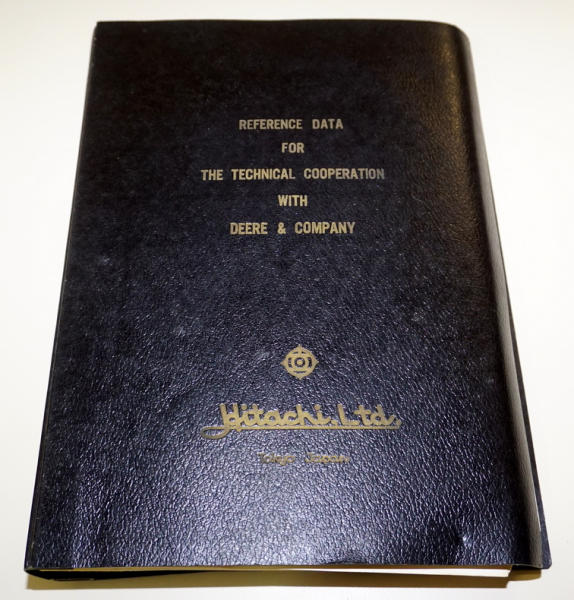 REFERENCE DATA
FOR
THE TECHNICAL COOPERATION
WITH
DEERE & COMPANY
Hitachi, Ltd.
Tokyo Japan